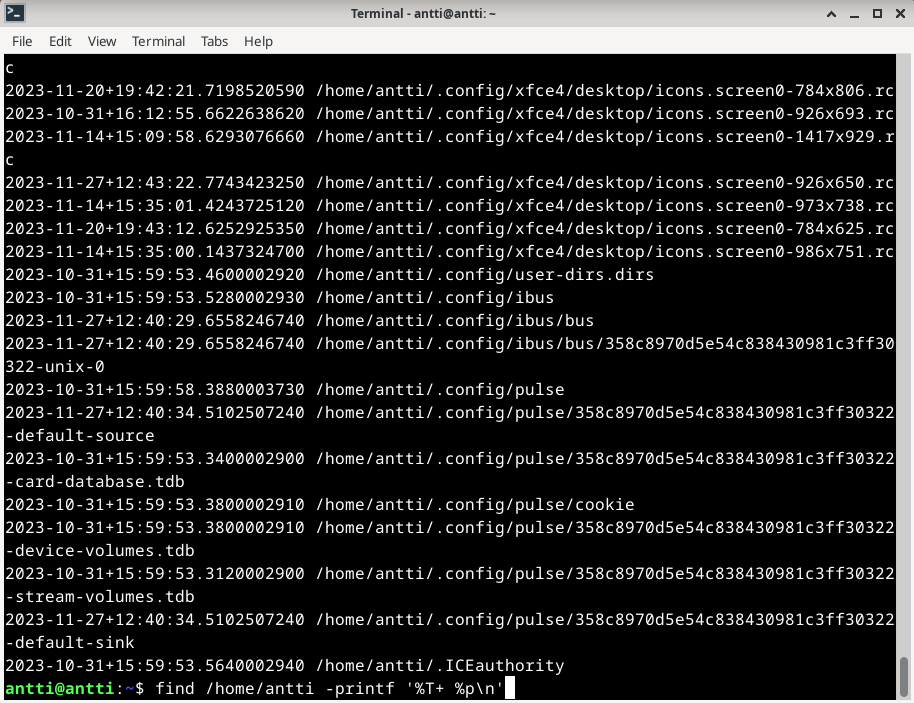 Terminal - antti@antti: ~
File Edit View Terminal Tabs Help
c
2023-11-20+19:42:21.7198520590 /home/antti/.config/xfce4/desktop/icons.screen0-784x806.rc
2023-10-31+16:12:55.6622638620 /home/antti/.config/xfce4/desktop/icons.screen0-926x693.rc
2023-11-14+15:09:58.6293076660 /home/antti/.config/xfce4/desktop/icons.screen0-1417x929.r
c
2023-11-27+12:43:22.7743423250 /home/antti/.config/xfce4/desktop/icons.screen0-926x650.rc
2023-11-14+15:35:01.4243725120 /home/antti/.config/xfce4/desktop/icons.screen0-973x738.rc
2023-11-20+19:43:12.6252925350 /home/antti/.config/xfce4/desktop/icons.screen0-784x625.rc
2023-11-14+15:35:00.1437324700 /home/antti/.config/xfce4/desktop/icons.screen0-986x751.rc
2023-10-31+15:59:53.4600002920 /home/antti/.config/user-dirs.dirs
2023-10-31+15:59:53.5280002930 /home/antti/.config/ibus
2023-11-27+12:40:29.6558246740 /home/antti/.config/ibus/bus
2023-11-27+12:40:29.6558246740 /home/antti/.config/ibus/bus/358c8970d5e54c838430981c3ff30
322-unix-0
2023-10-31+15:59:58.3880003730 /home/antti/.config/pulse
2023-11-27+12:40:34.5102507240 /home/antti/.config/pulse/358c8970d5e54c838430981c3ff30322
-default-source
2023-10-31+15:59:53.3400002900 /home/antti/.config/pulse/358c8970d5e54c838430981c3ff30322
-card-database.tdb
2023-10-31+15:59:53.3800002910 /home/antti/.config/pulse/cookie
2023-10-31+15:59:53.3800002910 /home/antti/.config/pulse/358c8970d5e54c838430981c3ff30322
-device-volumes.tdb
2023-10-31+15:59:53.3120002900 /home/antti/.config/pulse/358c8970d5e54c838430981c3ff30322
-stream-volumes.tdb
2023-11-27+12:40:34.5102507240 /home/antti/.config/pulse/358c8970d5e54c838430981c3ff30322
-default-sink
2023-10-31+15:59:53.5640002940 /home/antti/.ICEauthority
antti@antti:~$ find /home/antti -printf '%T+ %p\n'